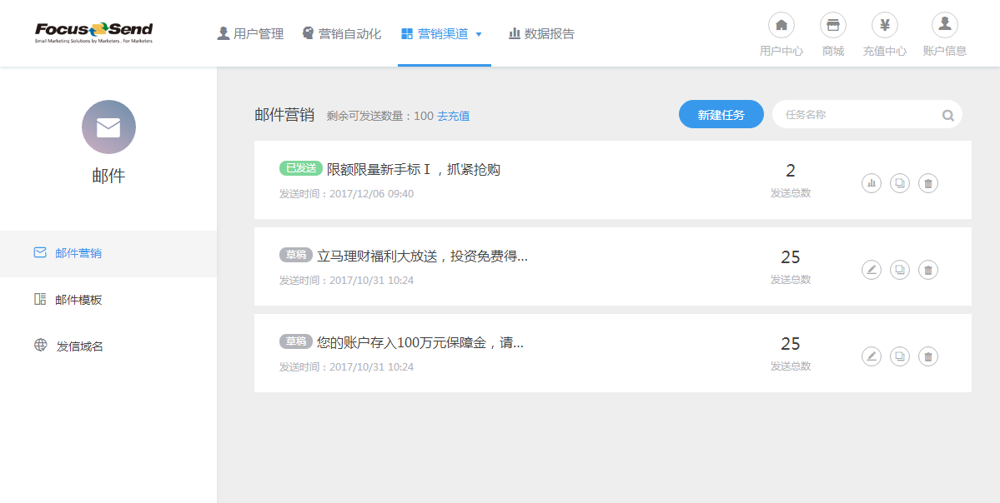 Focus Send
Email Marketing Solutions by Marketers, For Marketers
用户管理 营销自动化 营销渠道 数据报告
用户中心 商城 ¥ 充值中心 账户信息
邮件
邮件营销
邮件模板
发信域名
邮件营销 剩余可发送数量：100 去充值
新建任务 任务名称
已发送 限额限量新手标Ⅰ，抓紧抢购
发送时间：2017/12/06 09:40
2
发送总数
草稿 立马理财福利大放送，投资免费得...
发送时间：2017/10/31 10:24
25
发送总数
草稿 您的账户存入100万元保障金，请...
发送时间：2017/10/31 10:24
25
发送总数